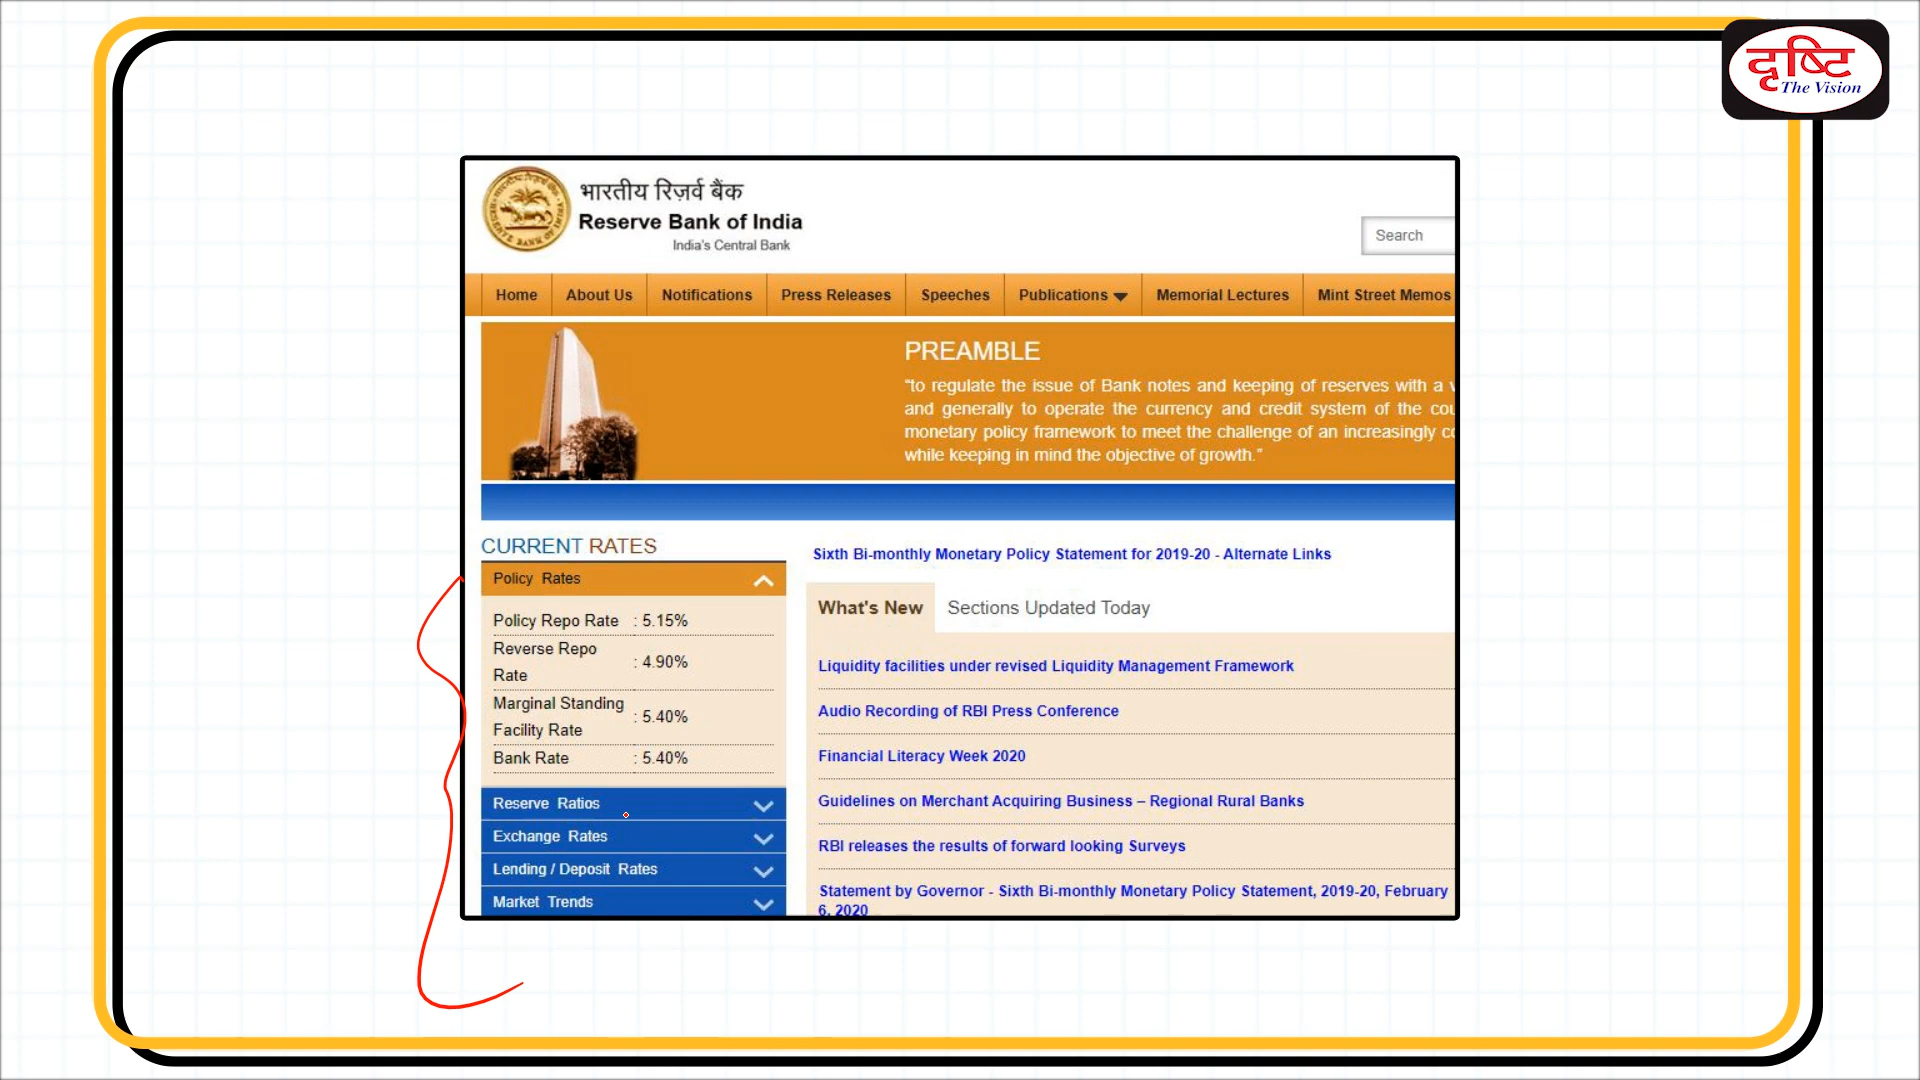 दृष्टि
The Vision
भारतीय रिज़र्व बैंक
Reserve Bank of India
India's Central Bank
Search
Home About Us Notifications Press Releases Speeches Publications Memorial Lectures Mint Street Memos
PREAMBLE
“to regulate the issue of Bank notes and keeping of reserves with a
and generally to operate the currency and credit system of the
monetary policy framework to meet the challenge of an increasingly
while keeping in mind the objective of growth.”
CURRENT RATES
Policy Rates
Policy Repo Rate : 5.15%
Reverse Repo
Rate : 4.90%
Marginal Standing
Facility Rate : 5.40%
Bank Rate : 5.40%
Reserve Ratios
Exchange Rates
Lending / Deposit Rates
Market Trends
Sixth Bi-monthly Monetary Policy Statement for 2019-20 - Alternate Links
What's New Sections Updated Today
Liquidity facilities under revised Liquidity Management Framework
Audio Recording of RBI Press Conference
Financial Literacy Week 2020
Guidelines on Merchant Acquiring Business – Regional Rural Banks
RBI releases the results of forward looking Surveys
Statement by Governor - Sixth Bi-monthly Monetary Policy Statement, 2019-20, February
6, 2020